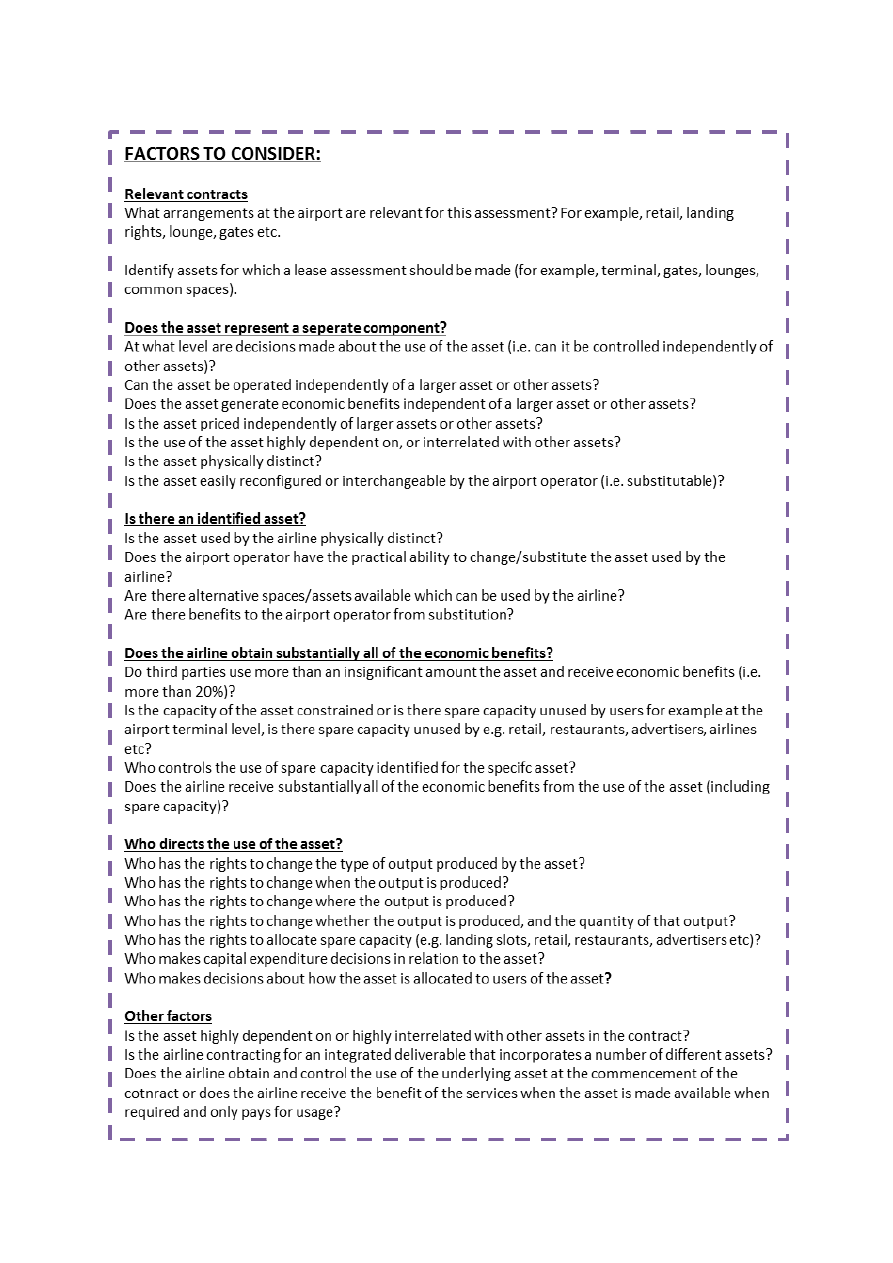 FACTORS TO CONSIDER:
Relevant contracts
What arrangements at the airport are relevant for this assessment? For example, retail, landing
rights, lounge, gates etc.
Identify assets for which a lease assessment should be made (for example, terminal, gates, lounges,
common spaces).
Does the asset represent a seperate component?
At what level are decisions made about the use of the asset (i.e. can it be controlled independently of
other assets)?
Can the asset be operated independently of a larger asset or other assets?
Does the asset generate economic benefits independent of a larger asset or other assets?
Is the asset priced independently of larger assets or other assets?
Is the use of the asset highly dependent on, or interrelated with other assets?
Is the asset physically distinct?
Is the asset easily reconfigured or interchangeable by the airport operator (i.e. substitutable)?
Is there an identified asset?
Is the asset used by the airline physically distinct?
Does the airport operator have the practical ability to change/substitute the asset used by the
airline?
Are there alternative spaces/assets available which can be used by the airline?
Are there benefits to the airport operator from substitution?
Does the airline obtain substantially all of the economic benefits?
Do third parties use more than an insignificant amount the asset and receive economic benefits (i.e.
more than 20%)?
Is the capacity of the asset constrained or is there spare capacity unused by users for example at the
airport terminal level, is there spare capacity unused by e.g. retail, restaurants, advertisers, airlines
etc?
Who controls the use of spare capacity identified for the specifc asset?
Does the airline receive substantially all of the economic benefits from the use of the asset (including
spare capacity)?
Who directs the use of the asset?
Who has the rights to change the type of output produced by the asset?
Who has the rights to change when the output is produced?
Who has the rights to change where the output is produced?
Who has the rights to change whether the output is produced, and the quantity of that output?
Who has the rights to allocate spare capacity (e.g. landing slots, retail, restaurants, advertisers etc)?
Who makes capital expenditure decisions in relation to the asset?
Who makes decisions about how the asset is allocated to users of the asset?
Other factors
Is the asset highly dependent on or highly interrelated with other assets in the contract?
Is the airline contracting for an integrated deliverable that incorporates a number of different assets?
Does the airline obtain and control the use of the underlying asset at the commencement of the
cotnract or does the airline receive the benefit of the services when the asset is made available when
required and only pays for usage?